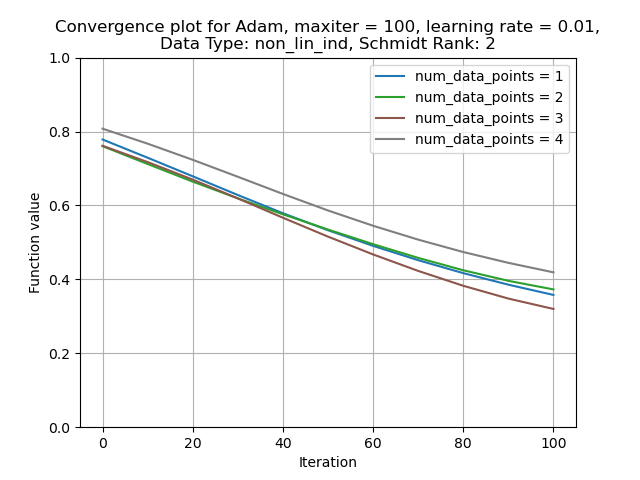 Convergence plot for Adam, maxiter = 100, learning rate = 0.01,
Data Type: non_lin_ind, Schmidt Rank: 2
num_data_points = 1
num_data_points = 2
num_data_points = 3
num_data_points = 4
Function value
1.0
0.8
0.6
0.4
0.2
0.0
0 20 40 60 80 100
Iteration